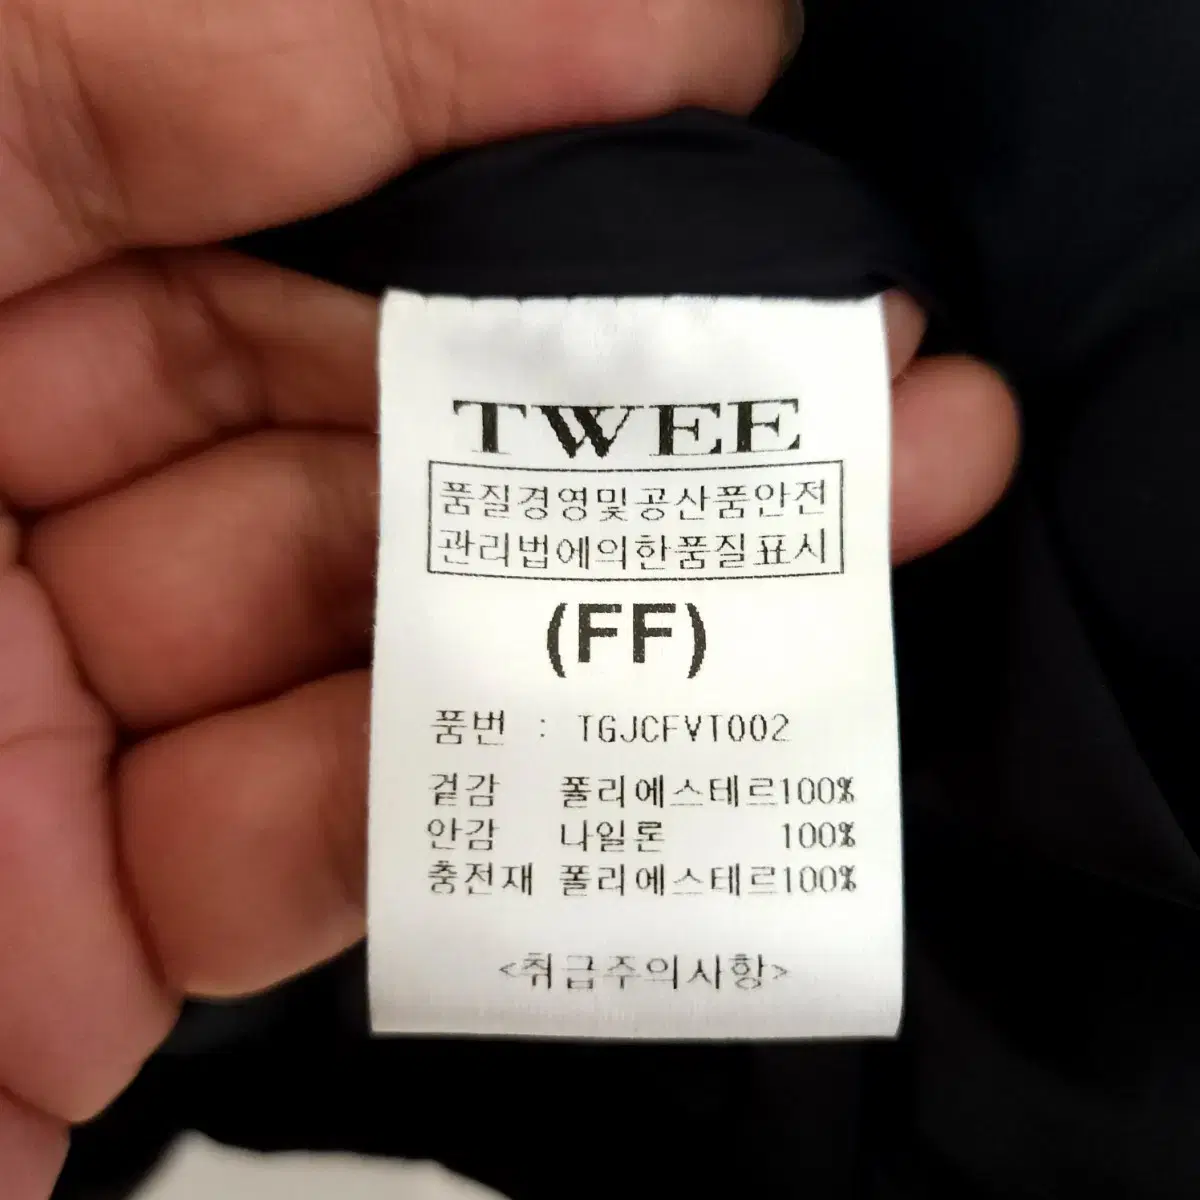 TWEE
품질경영및공산품안전
관리법에의한품질표시
(FF)
품번 : TGJCFVT002
겉감 폴리에스테르100%
안감 나일론 100%
충전재 폴리에스테르100%
<취급주의사항>